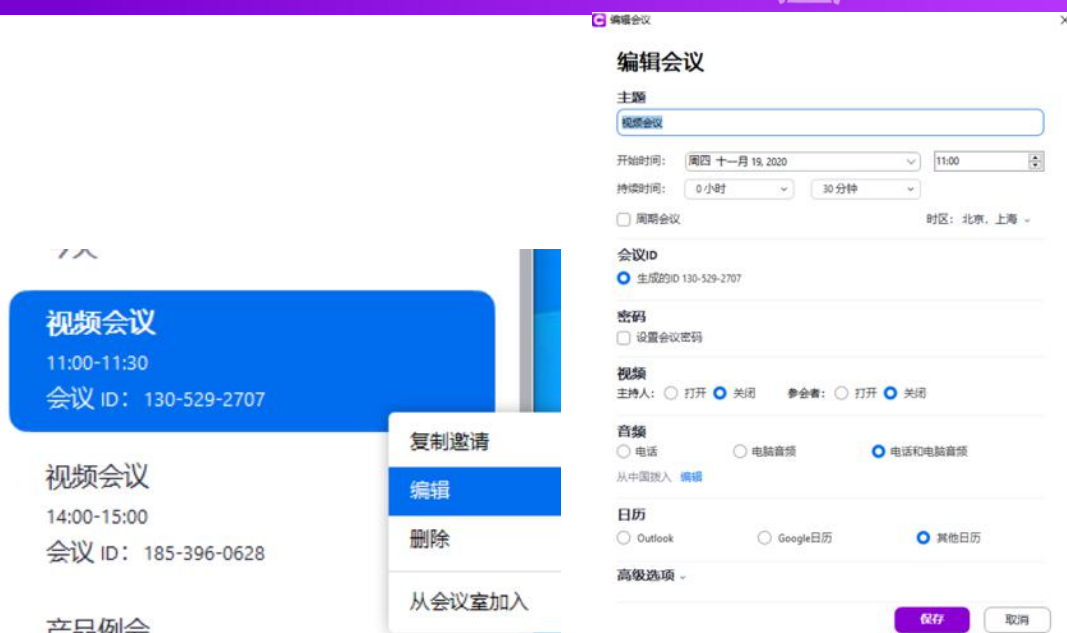 视频会议
11:00-11:30
会议 ID： 130-529-2707
视频会议
14:00-15:00
会议 ID： 185-396-0628
产品例会
复制邀请
编辑
删除
从会议室加入
编辑会议
编辑会议
主题
视频会议
开始时间： 周四 十一月 19, 2020 11:00
持续时间： 0 小时 30 分钟
周期会议 时区： 北京，上海
会议ID
生成的ID 130-529-2707
密码
设置会议密码
视频
主持人： 打开 关闭 参会者： 打开 关闭
音频
电话 电脑音频 电话和电脑音频
从中国拨入 编辑
日历
Outlook Google日历 其他日历
高级选项
保存 取消